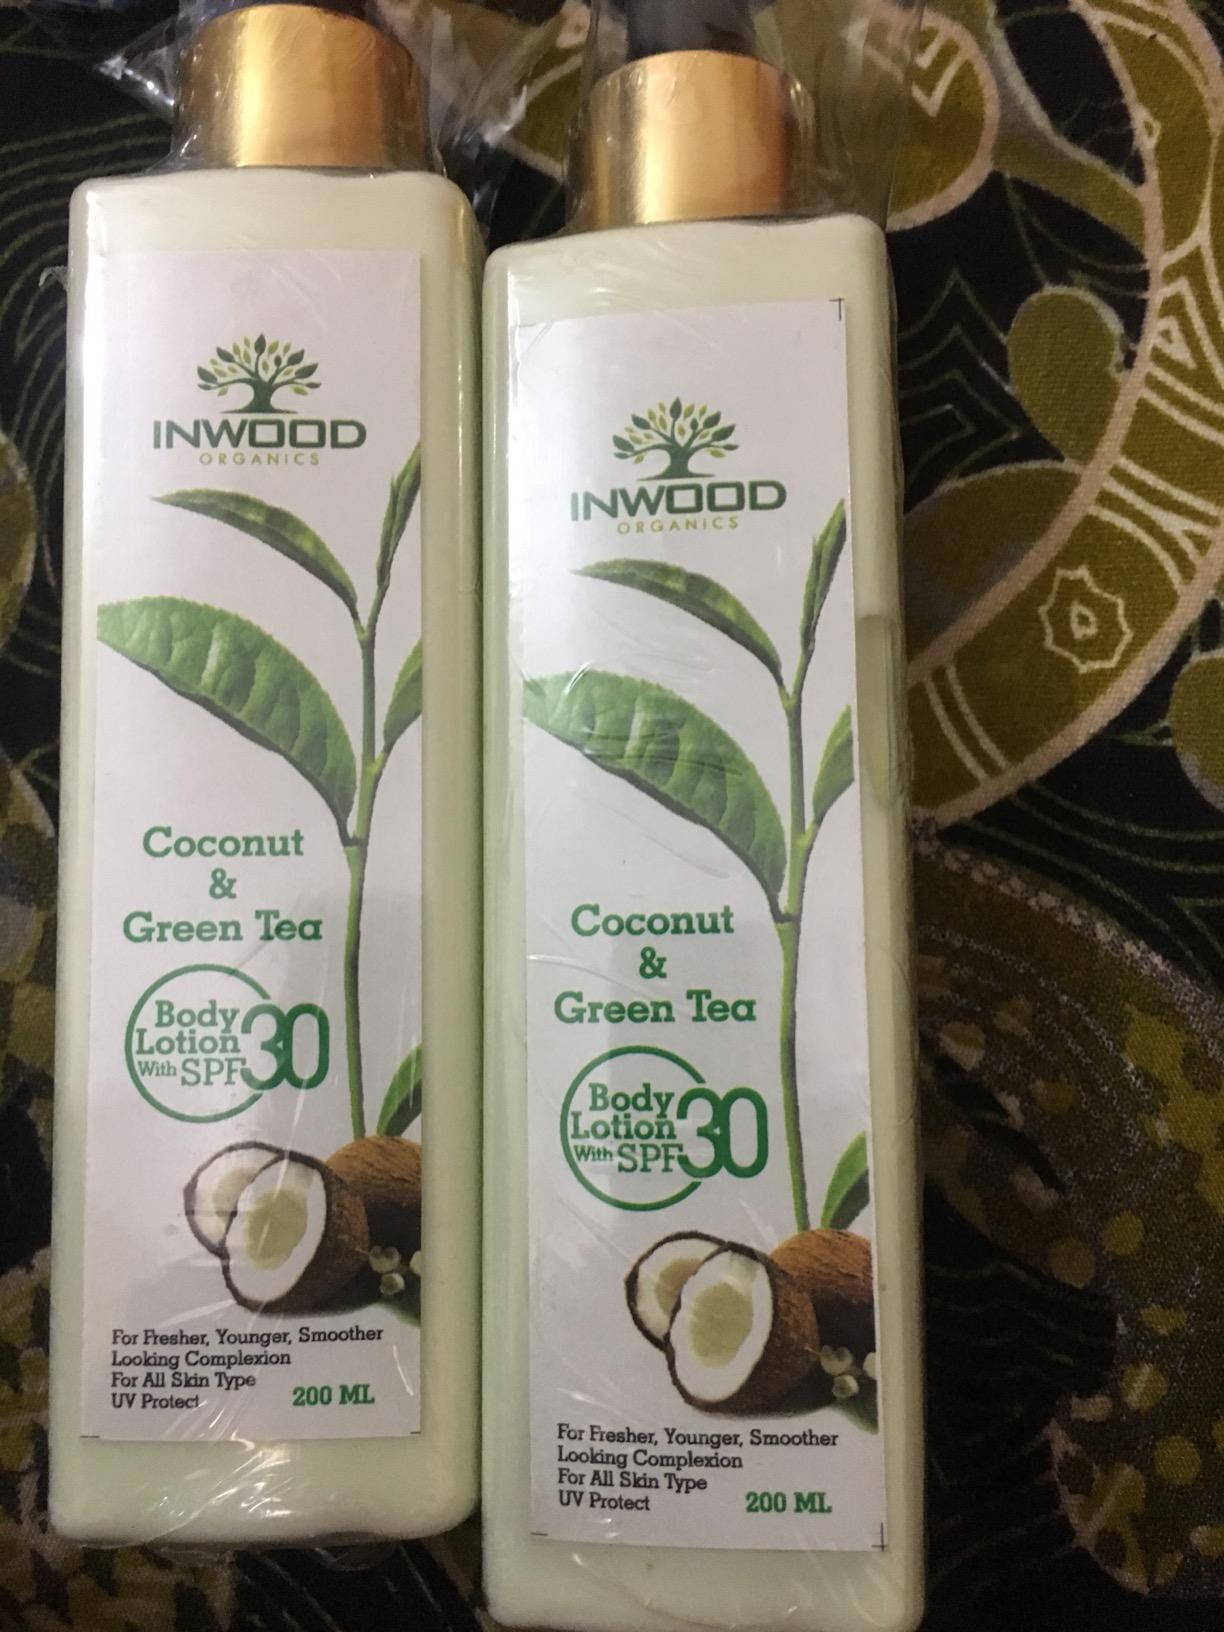 INWOOD
ORGANICS
Coconut
&
Green Tea
Body
Lotion
With SPF 30
For Fresher, Younger, Smoother
Looking Complexion
For All Skin Type
UV Protect
200 ML
INWOOD
ORGANICS
Coconut
&
Green Tea
Body
Lotion
With SPF 30
For Fresher, Younger, Smoother
Looking Complexion
For All Skin Type
UV Protect
200 ML